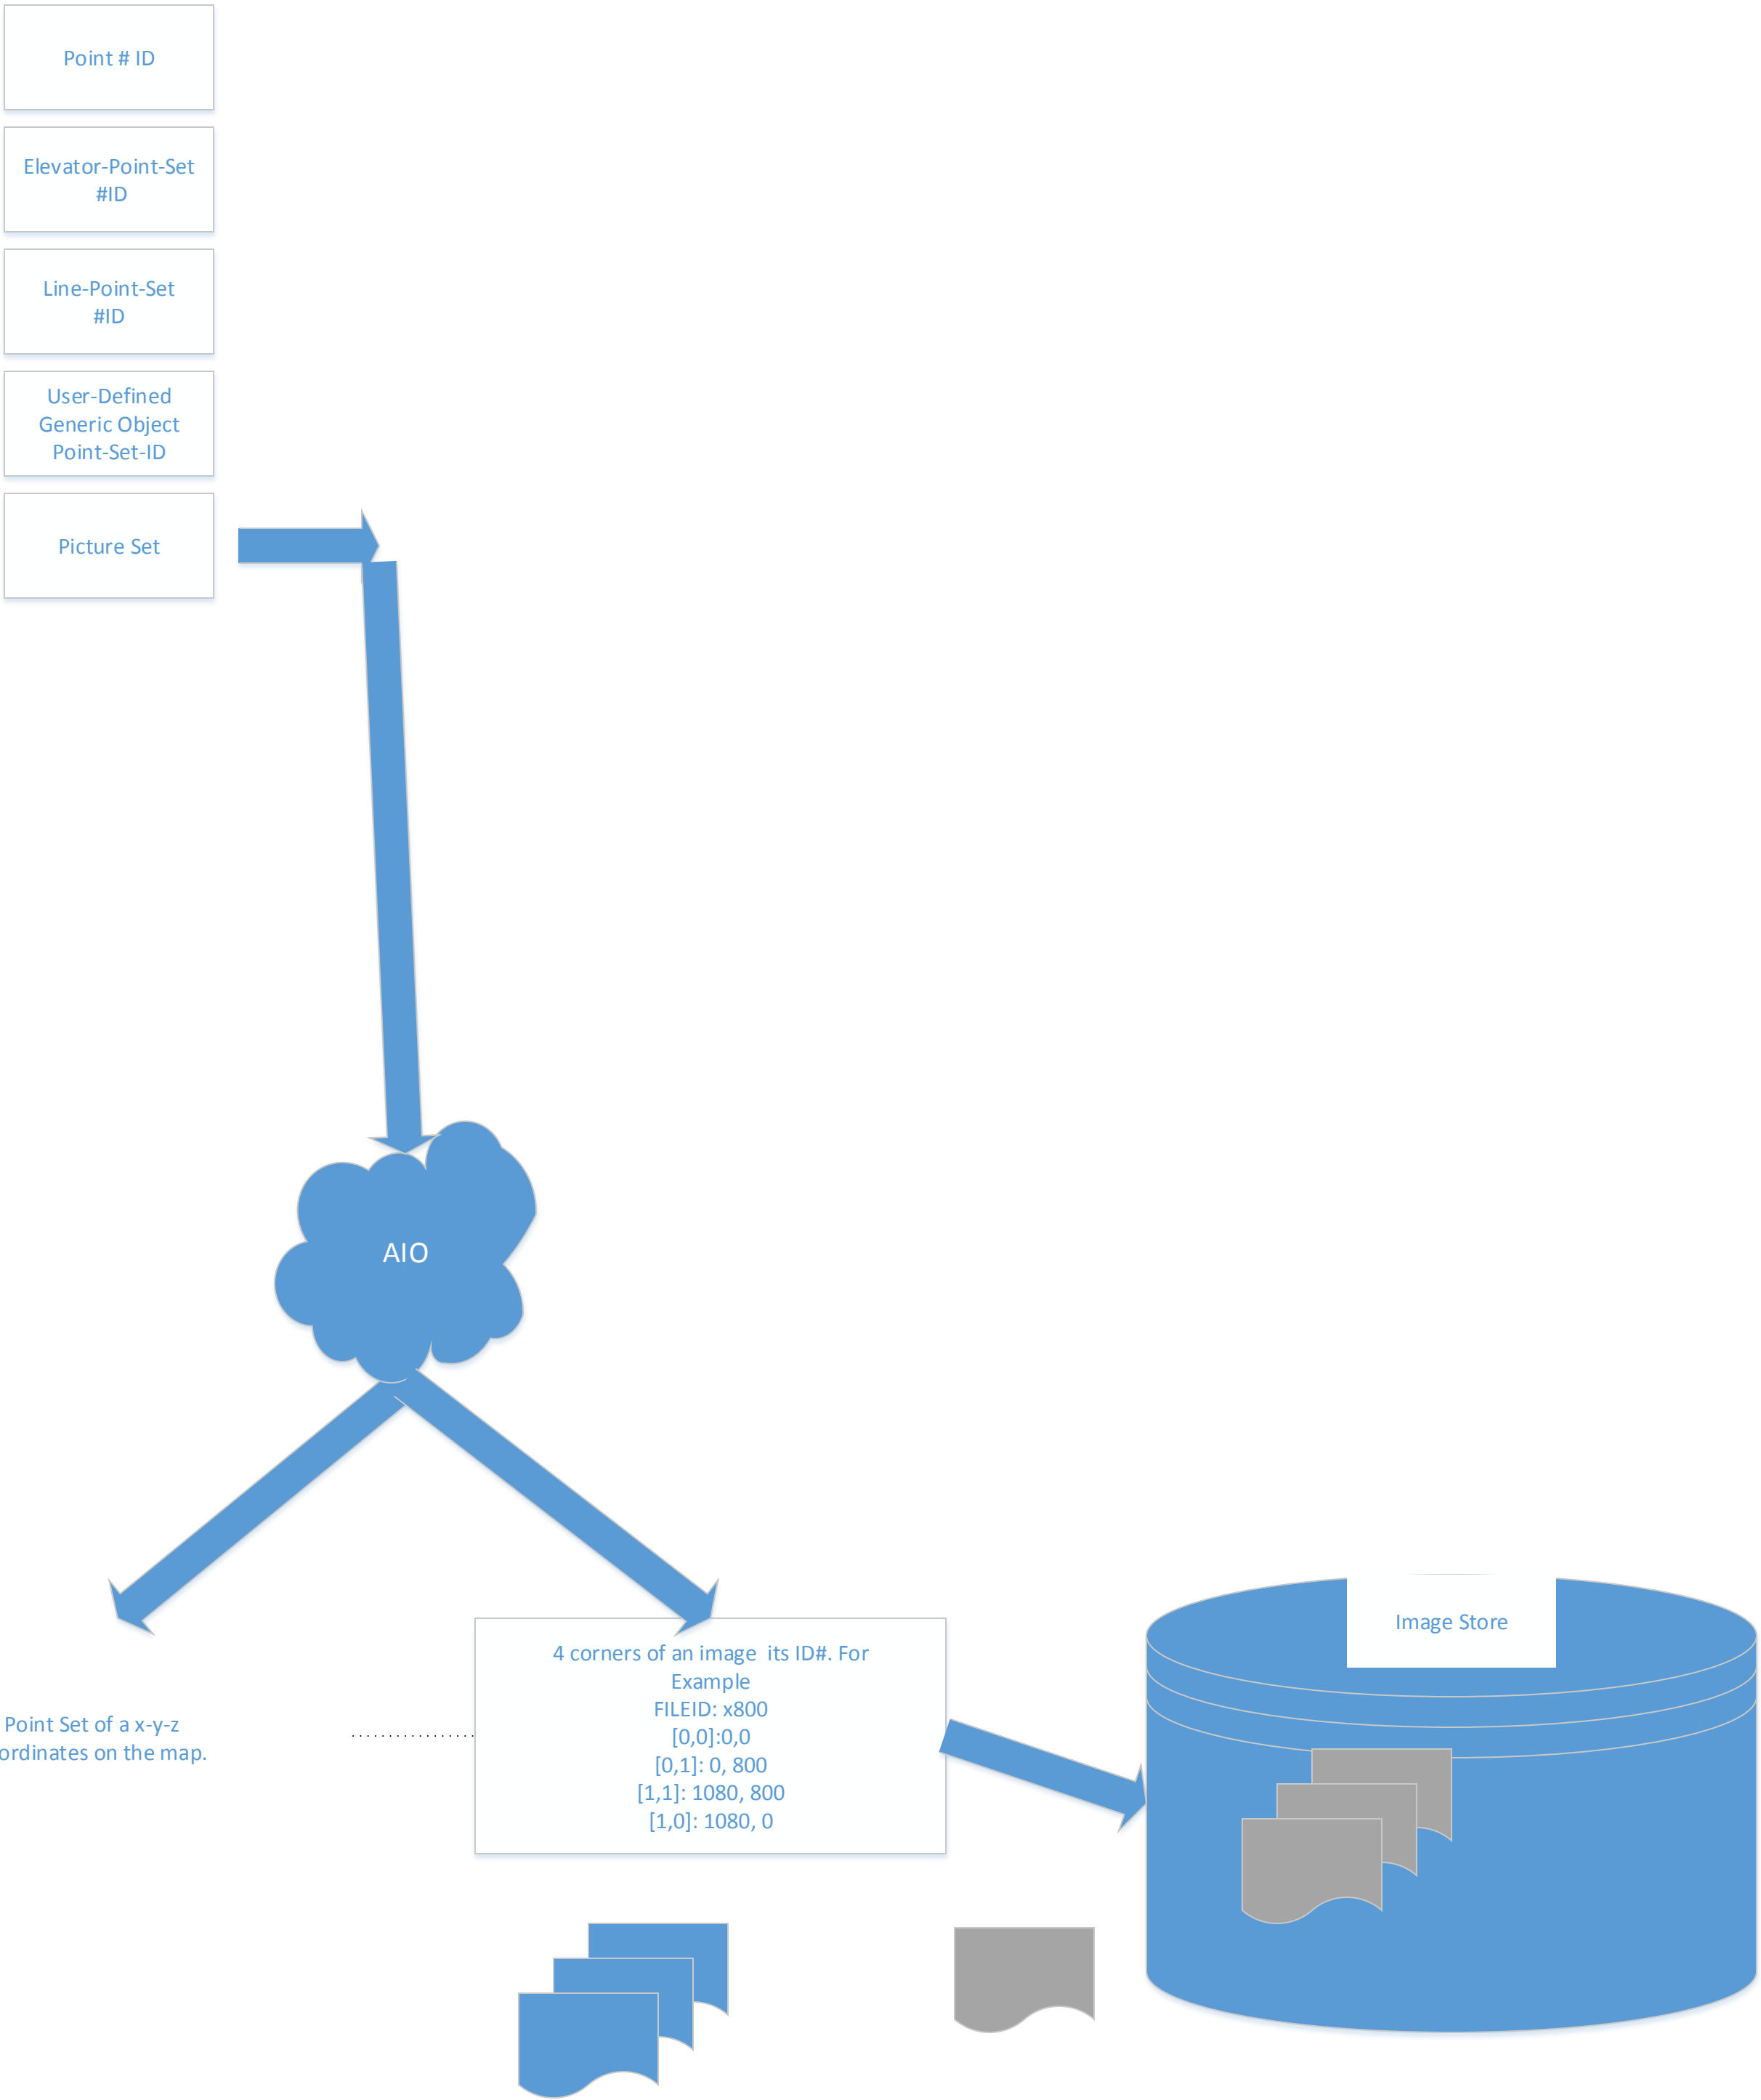 Point # ID
Elevator-Point-Set
#ID
Line-Point-Set
#ID
User-Defined
Generic Object
Point-Set-ID
Picture Set
AIO
Image Store
4 corners of an image  its ID#. For
Example
FILEID: x800
[0,0]:0,0
[0,1]: 0, 800
[1,1]: 1080, 800
[1,0]: 1080, 0
Point Set of a x-y-z
ordinates on the map.